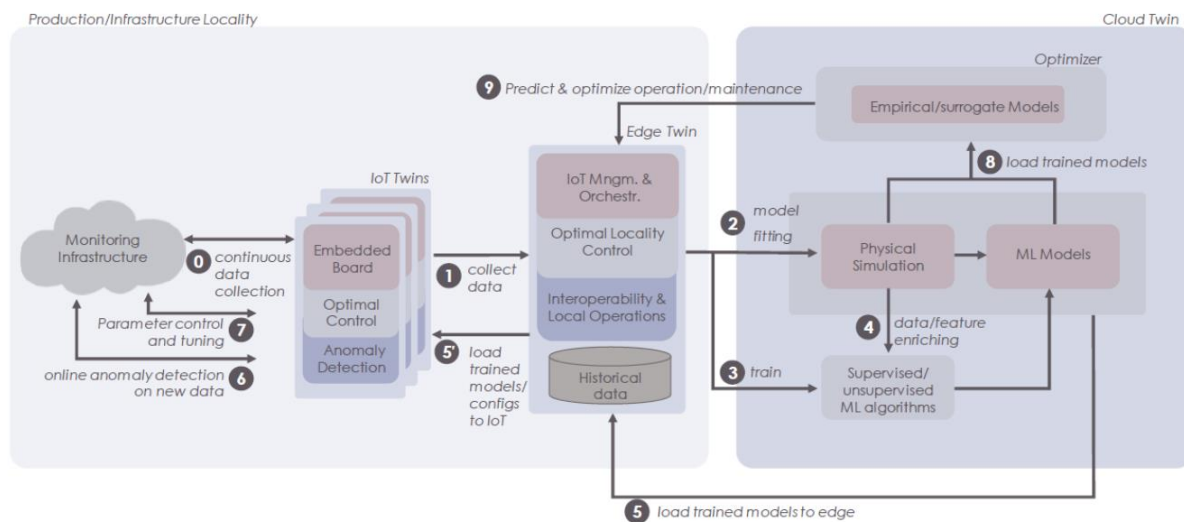 Production/Infrastructure Locality
Cloud Twin
Optimizer
9 Predict & optimize operation/maintenance
Empirical/surrogate Models
Edge Twin
8 load trained models
IoT Twins
IoT Mngm. &
Orchestr.
2 model
fitting
Monitoring
Infrastructure
0 continuous
data
collection
Embedded
Board
1 collect
data
Optimal Locality
Control
Physical
Simulation
ML Models
Parameter control
and tuning 7
Optimal
Control
Interoperability &
Local Operations
4 data/feature
enriching
online anomaly detection
on new data 6
Anomaly
Detection
5' load
trained
models/
configs
to IoT
Historical
data
3 train
Supervised/
unsupervised
ML algorithms
5 load trained models to edge